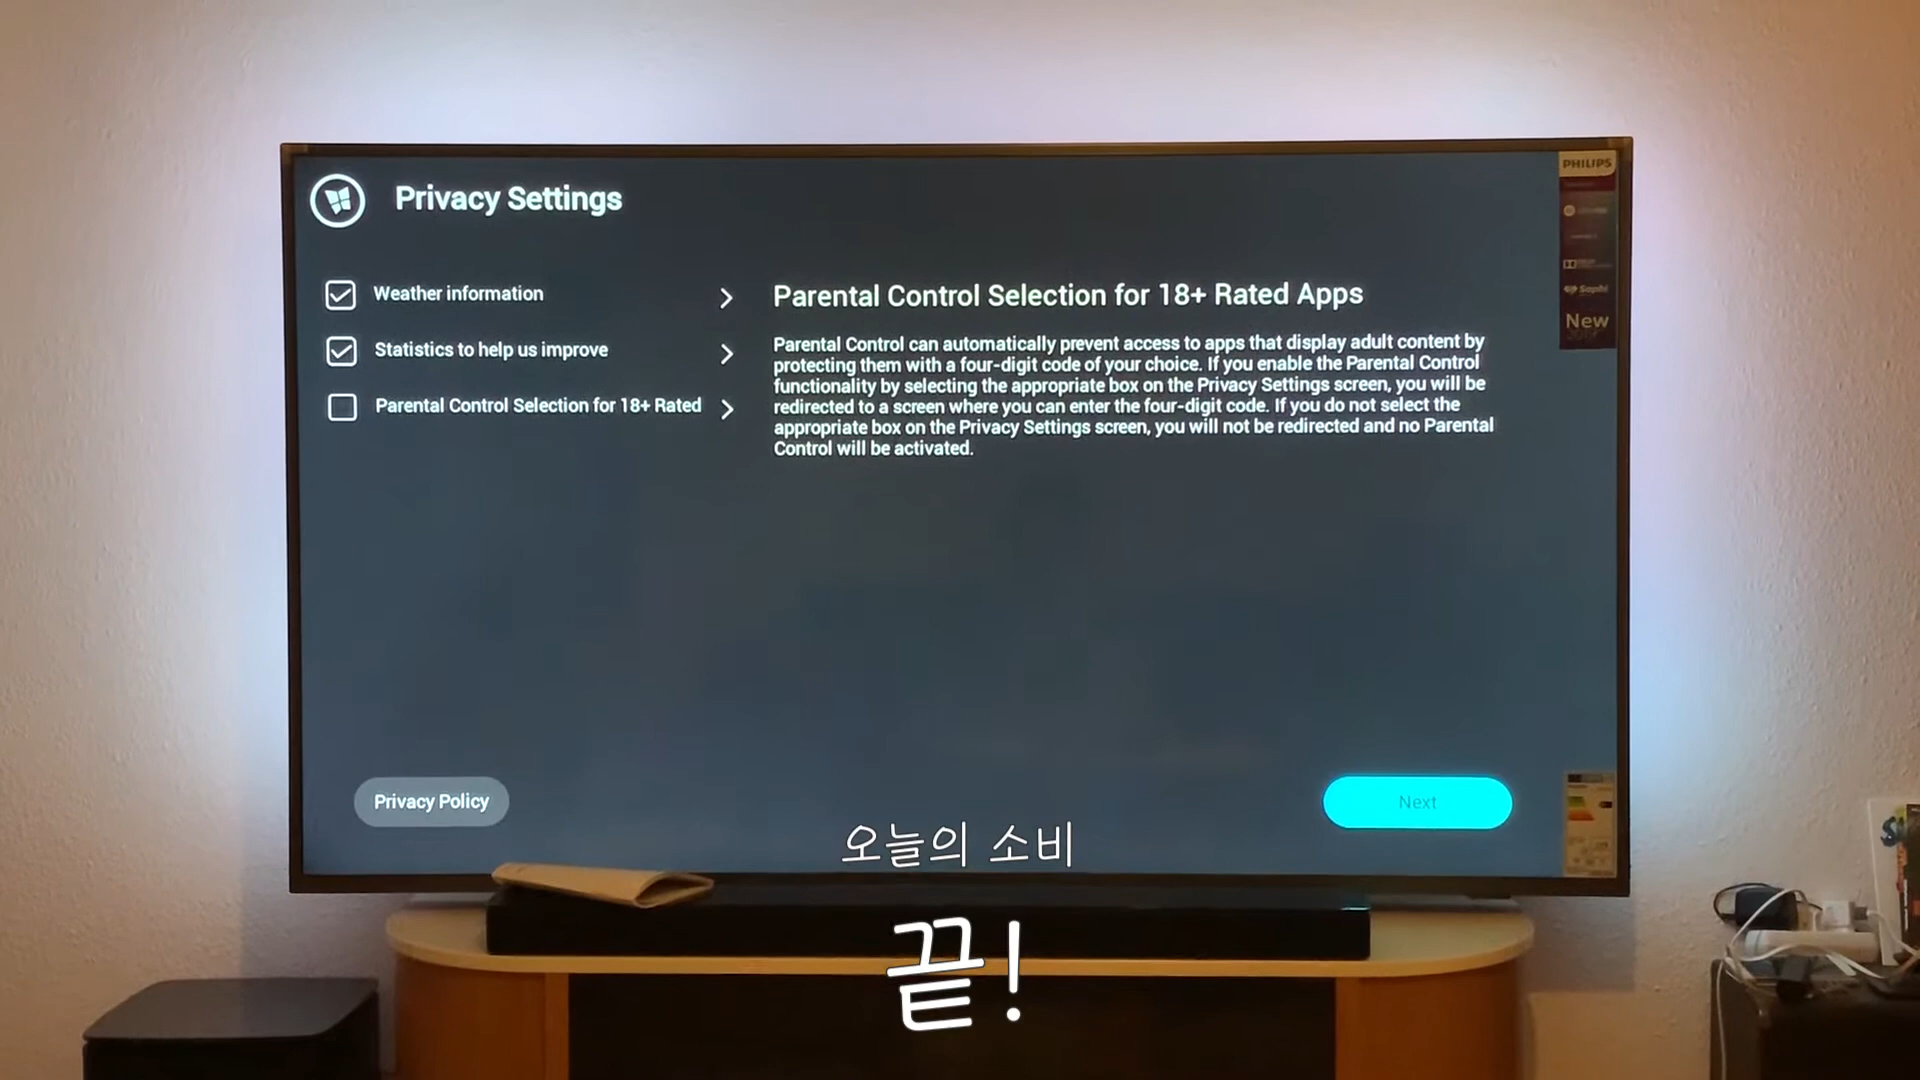 PHILIPS
Privacy Settings
Weather information
Statistics to help us improve
Parental Control Selection for 18+ Rated
Parental Control Selection for 18+ Rated Apps
Parental Control can automatically prevent access to apps that display adult content by
protecting them with a four-digit code of your choice. If you enable the Parental Control
functionality by selecting the appropriate box on the Privacy Settings screen, you will be
redirected to a screen where you can enter the four-digit code. If you do not select the
appropriate box on the Privacy Settings screen, you will not be redirected and no Parental
Control will be activated.
Saphi
New
Privacy Policy
Next
오늘의 소비
끝!